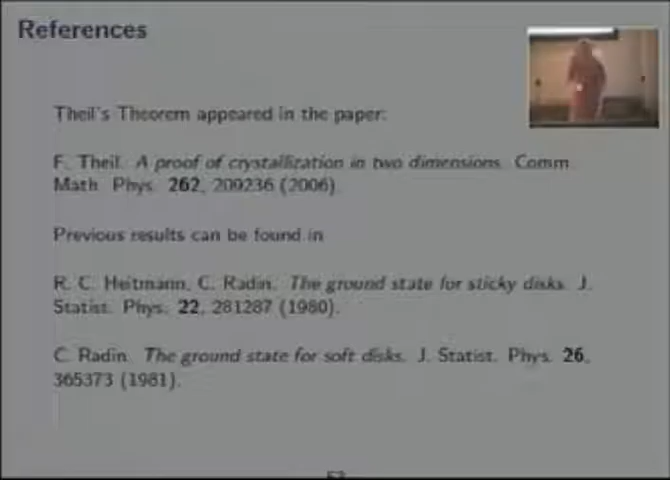 References
Theil's Theorem appeared in the paper:
F. Theil. A proof of crystallization in two dimensions. Comm.
Math. Phys. 262, 209236 (2006).
Previous results can be found in
R. C. Heitmann, C. Radin. The ground state for sticky disks. J.
Statist. Phys. 22, 281287 (1980).
C. Radin. The ground state for soft disks. J. Statist. Phys. 26,
365373 (1981).